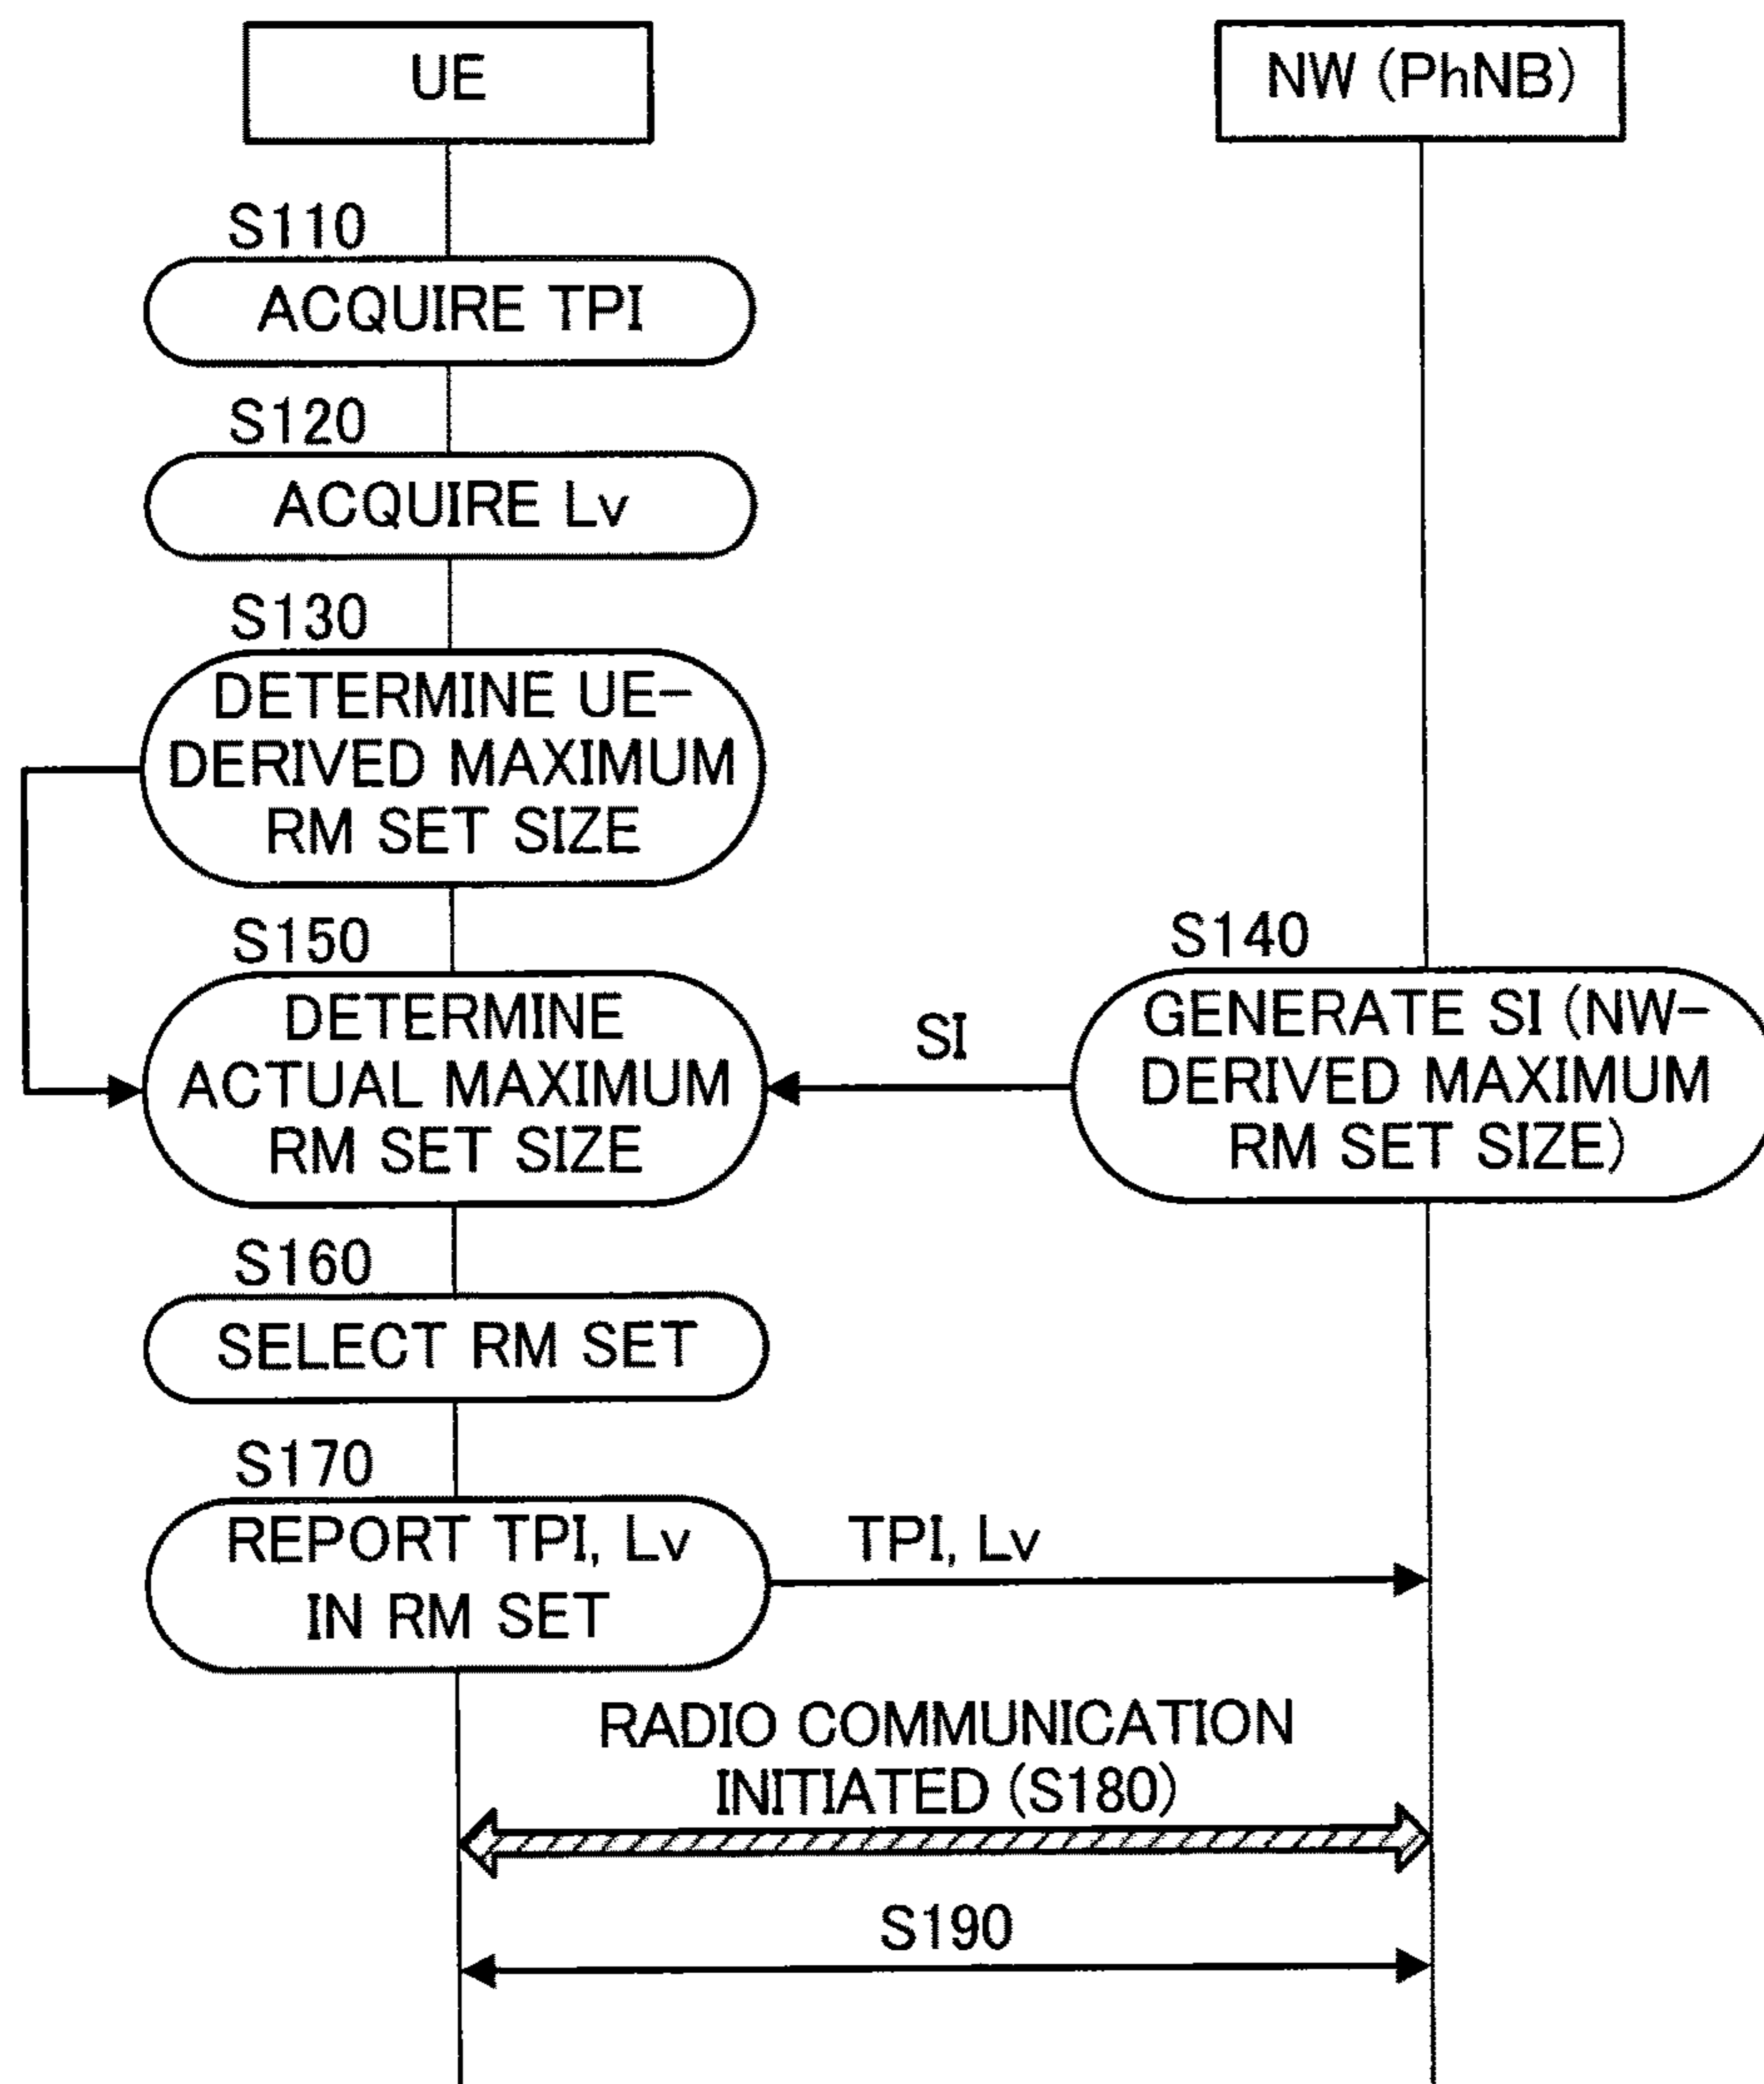 UE
NW (PhNB)
S110
ACQUIRE TPI
S120
ACQUIRE Lv
S130
DETERMINE UE-
DERIVED MAXIMUM
RM SET SIZE
S140
GENERATE SI (NW-
DERIVED MAXIMUM
RM SET SIZE)
SI
S150
DETERMINE
ACTUAL MAXIMUM
RM SET SIZE
S160
SELECT RM SET
S170
REPORT TPI, Lv
IN RM SET
TPI, Lv
RADIO COMMUNICATION
INITIATED (S180)
S190